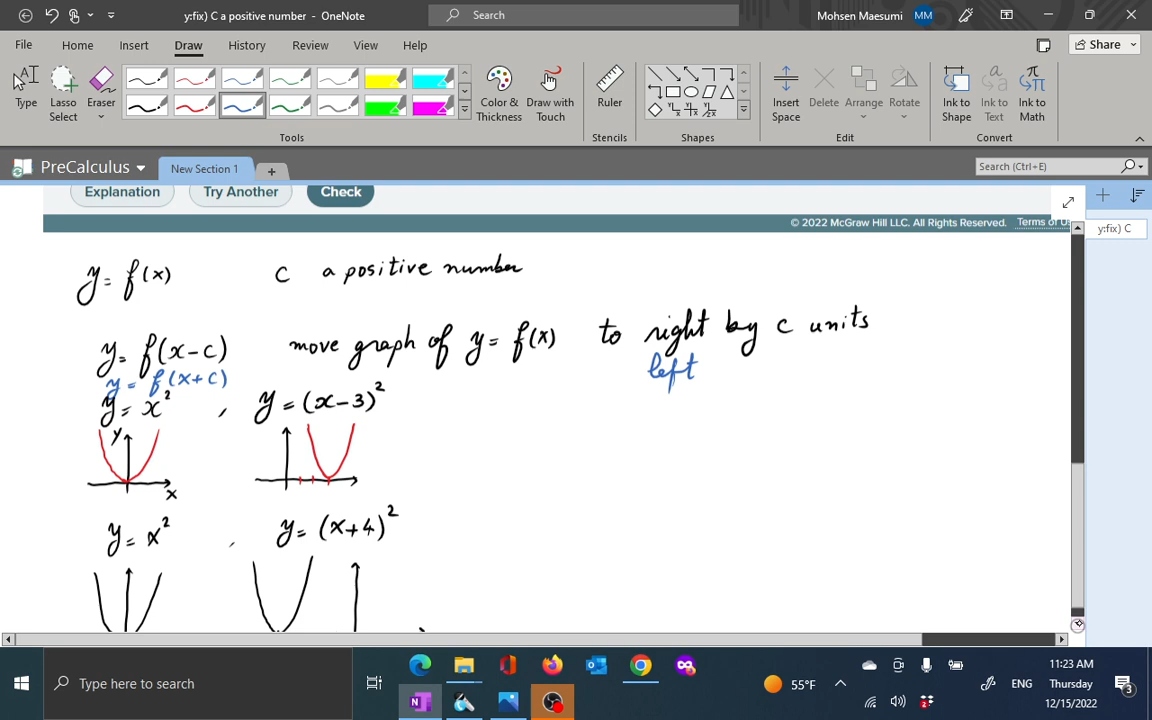 y:fix) C a positive number - OneNote
Search
Mohsen Maesumi
MM
File Home Insert Draw History Review View Help
Share
Type
Lasso Select
Eraser
Color & Thickness
Draw with Touch
Ruler
Insert Space
Delete
Arrange
Rotate
Ink to Shape
Ink to Text
Ink to Math
Tools
Stencils
Shapes
Edit
Convert
PreCalculus
New Section 1
Search (Ctrl+E)
Explanation
Try Another
Check
© 2022 McGraw Hill LLC. All Rights Reserved. Terms of U
y:fix) C
y = f(x) C a positive number
y = f(x-c) move graph of y = f(x) to right by c units
y = f(x+c) left
y = x² , y = (x-3)²
y
x
y = x² , y = (x+4)²
Type here to search
55°F
ENG
11:23 AM
Thursday
12/15/2022
3